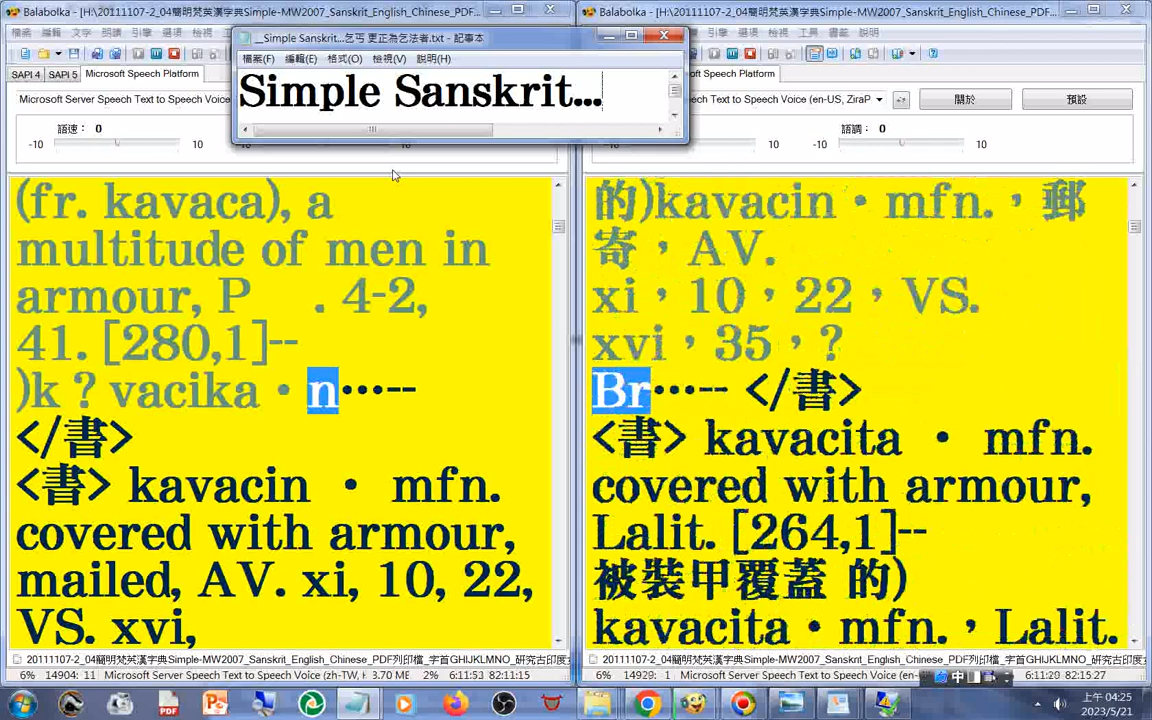 Balabolka - [H:\20111107-2_04簡明梵英漢字典Simple-MW2007_Sanskrit_English_Chinese_PDF...
Balabolka - [H:\20111107-2_04簡明梵英漢字典Simple-MW2007_Sanskrit_English_Chinese_PDF...
__Simple Sanskrit...乞丐 更正為乞法者.txt - 記事本
檔案(F) 編輯(E) 格式(O) 檢視(V) 說明(H)
Simple Sanskrit...
SAPI 4 SAPI 5 Microsoft Speech Platform
d Speech Platform
Microsoft Server Speech Text to Speech Voice
ech Text to Speech Voice (en-US, ZiraP
關於 預設
語速： 0
語調： 0
-10 10
10 -10 10
(fr. kavaca), a
multitude of men in
armour, P . 4-2,
41. [280,1]--
)k ? vacika • n…--
</書>
<書> kavacin • mfn.
covered with armour,
mailed, AV. xi, 10, 22,
VS. xvi,
的)kavacin • mfn.，郵
寄，AV.
xi，10，22，VS.
xvi，35，?
Br…-- </書>
<書> kavacita • mfn.
covered with armour,
Lalit. [264,1]--
被裝甲覆蓋 的)
kavacita • mfn.，Lalit.
20111107-2_04簡明梵英漢字典Simple-MW2007_Sanskrit_English_Chinese_PDF列印檔_字首GHIJKLMNO_研究古印度
20111107-2_04簡明梵英漢字典Simple-MW2007_Sanskrit_English_Chinese_PDF列印檔_字首GHIJKLMNO_研究古印度
6% 14904: 11 Microsoft Server Speech Text to Speech Voice (zh-TW, H 3.70 ME 2% 6:11:53 82:11:15
6% 14929: 1 Microsoft Server Speech Text to Speech Voice 6:11:20 82:15:27
中
上午 04:25
2023/5/21